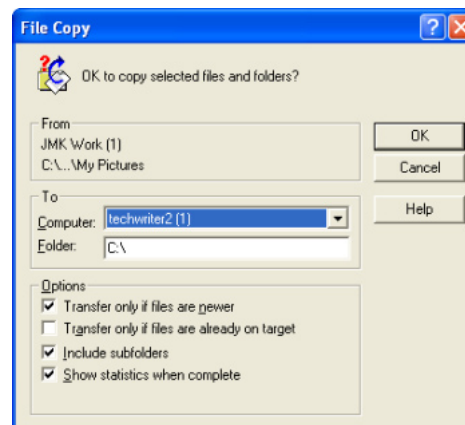 File Copy
OK to copy selected files and folders?
From
JMK Work (1)
C:\...\My Pictures
OK
Cancel
Help
To
Computer: techwriter2 (1)
Folder: C:\
Options
Transfer only if files are newer
Transfer only if files are already on target
Include subfolders
Show statistics when complete